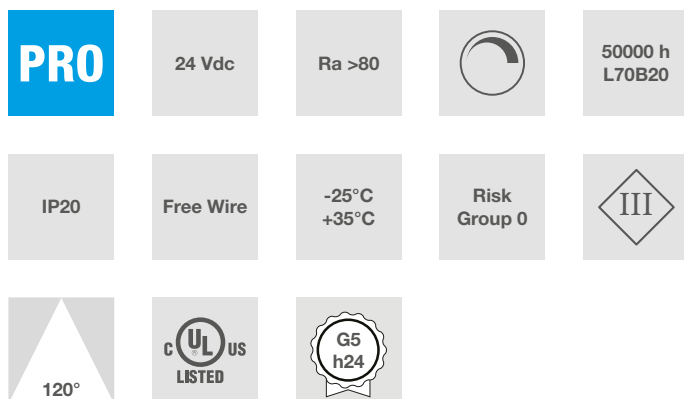 PRO
24 Vdc
Ra >80
50000 h
L70B20
IP20
Free Wire
-25°C
+35°C
Risk
Group 0
III
120°
C UL US
®
LISTED
G5
h24